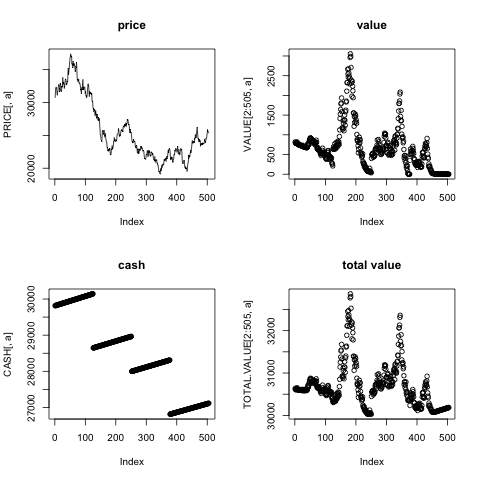 price
PRICE[, a]
20000 30000
0 100 200 300 400 500
Index
value
VALUE[2:505, a]
0 500 1500 2500
0 100 200 300 400 500
Index
cash
CASH[, a]
27000 28000 29000 30000
0 100 200 300 400 500
Index
total value
TOTAL.VALUE[2:505, a]
30000 31000 32000
0 100 200 300 400 500
Index